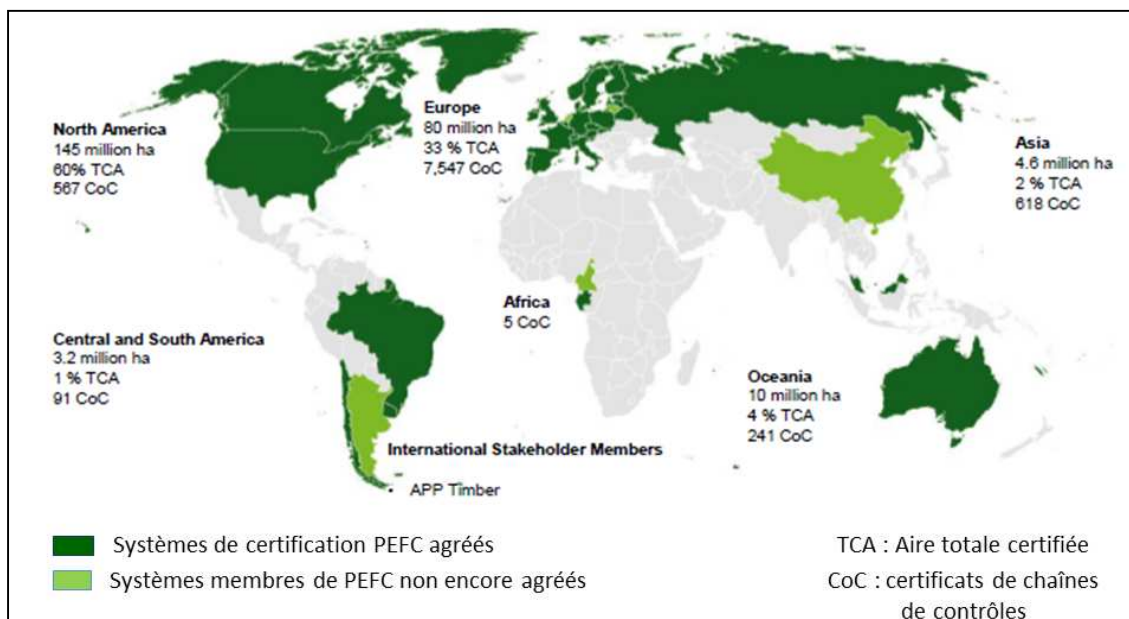 North America
145 million ha
60% TCA
567 CoC
Europe
80 million ha
33 % TCA
7,547 CoC
Asia
4.6 million ha
2 % TCA
618 CoC
Africa
5 CoC
Central and South America
3.2 million ha
1 % TCA
91 CoC
Oceania
10 million ha
4 % TCA
241 CoC
International Stakeholder Members
• APP Timber
Systèmes de certification PEFC agréés
Systèmes membres de PEFC non encore agréés
TCA : Aire totale certifiée
CoC : certificats de chaînes
de contrôles